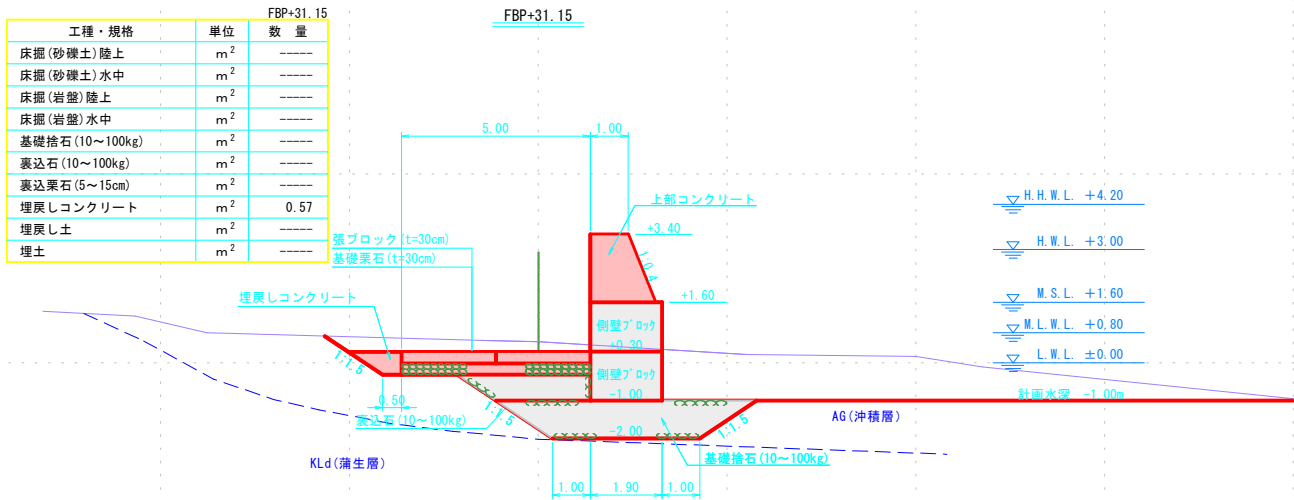 FBP+31.15
FBP+31.15
工種・規格 単位 数 量
床掘(砂礫土)陸上 m² -----
床掘(砂礫土)水中 m² -----
床掘(岩盤)陸上 m² -----
床掘(岩盤)水中 m² -----
基礎捨石(10～100kg) m² -----
裏込石(10～100kg) m² -----
裏込栗石(5～15cm) m² -----
埋戻しコンクリート m² 0.57
埋戻し土 m² -----
埋土 m² -----
5.00
1.00
上部コンクリート
+3.40
1:0.4
張ブロック(t=30cm)
基礎栗石(t=30cm)
埋戻しコンクリート
+1.60
側壁ブロック
+0.30
側壁ブロック
-1.00
1:1.5
0.50
裏込石(10～100kg)
1:1.5
-2.00
1:1.5
基礎捨石(10～100kg)
1.00
1.90
1.00
H.H.W.L. +4.20
H.W.L. +3.00
M.S.L. +1.60
M.L.W.L. +0.80
L.W.L. ±0.00
計画水深 -1.00m
AG(沖積層)
KLd(蒲生層)